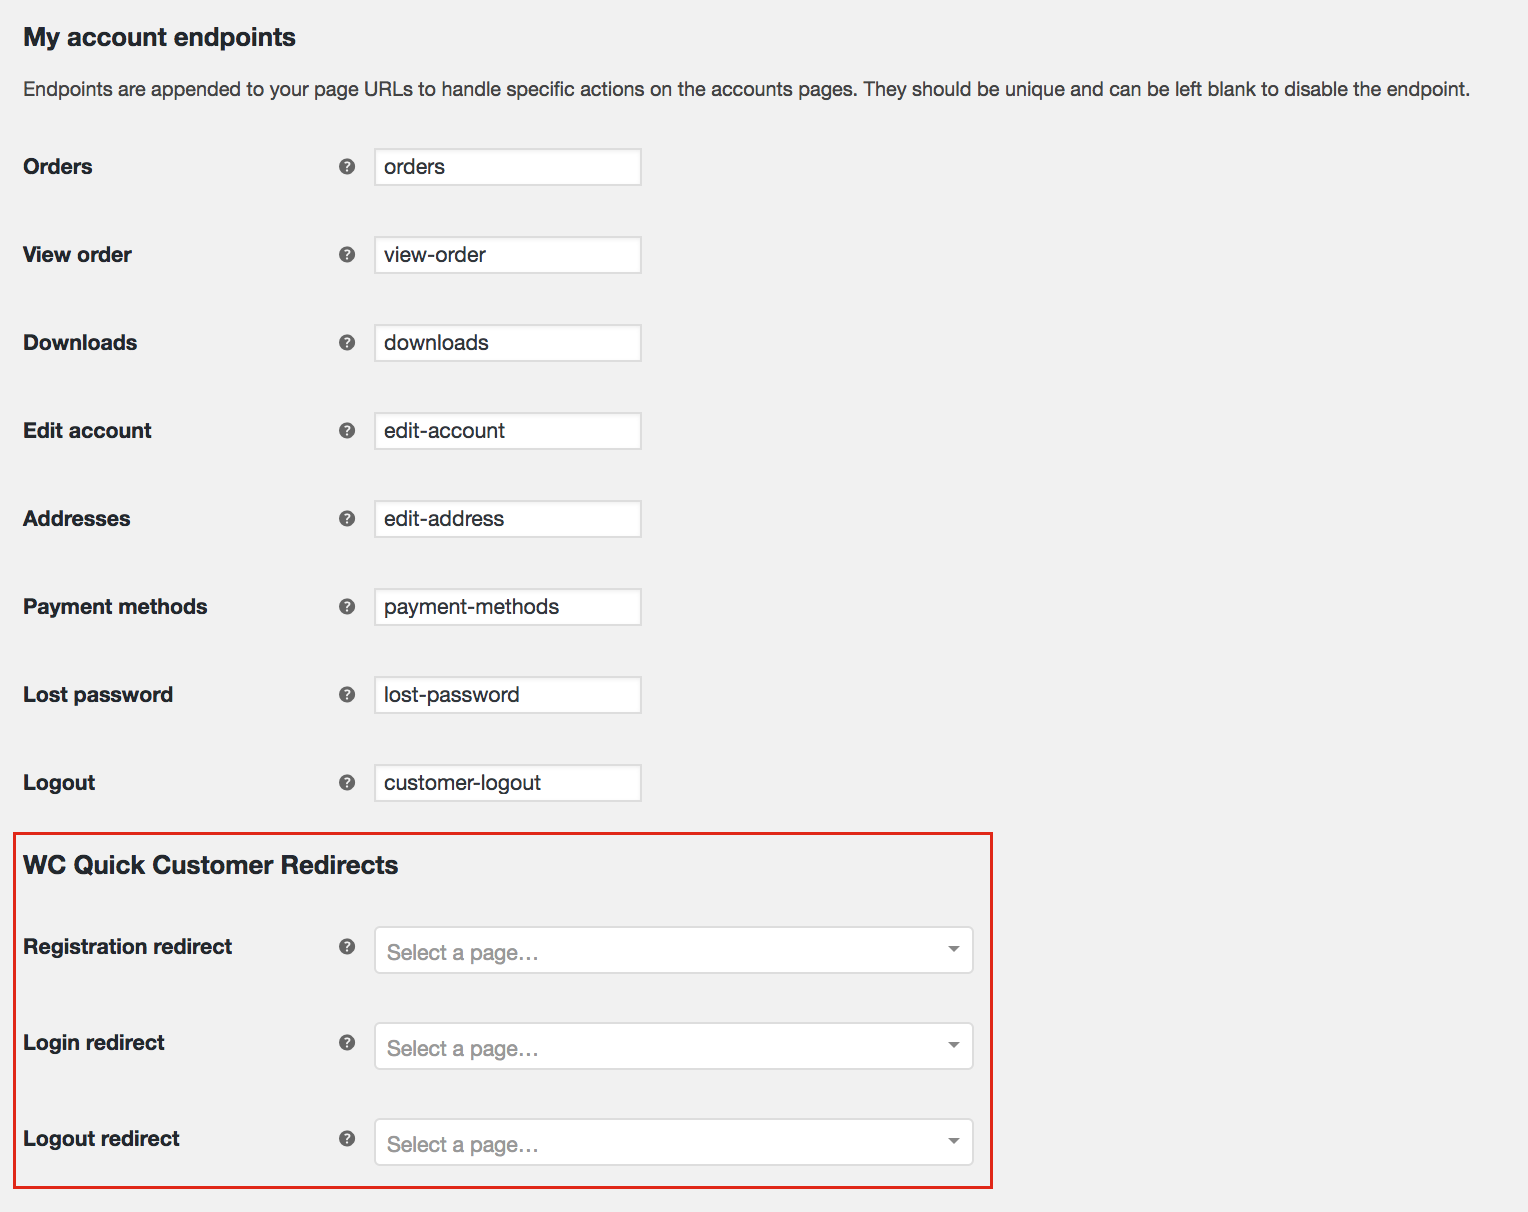 My account endpoints
Endpoints are appended to your page URLs to handle specific actions on the accounts pages. They should be unique and can be left blank to disable the endpoint.
Orders ? orders
View order ? view-order
Downloads ? downloads
Edit account ? edit-account
Addresses ? edit-address
Payment methods ? payment-methods
Lost password ? lost-password
Logout ? customer-logout
WC Quick Customer Redirects
Registration redirect ? Select a page...
Login redirect ? Select a page...
Logout redirect ? Select a page...